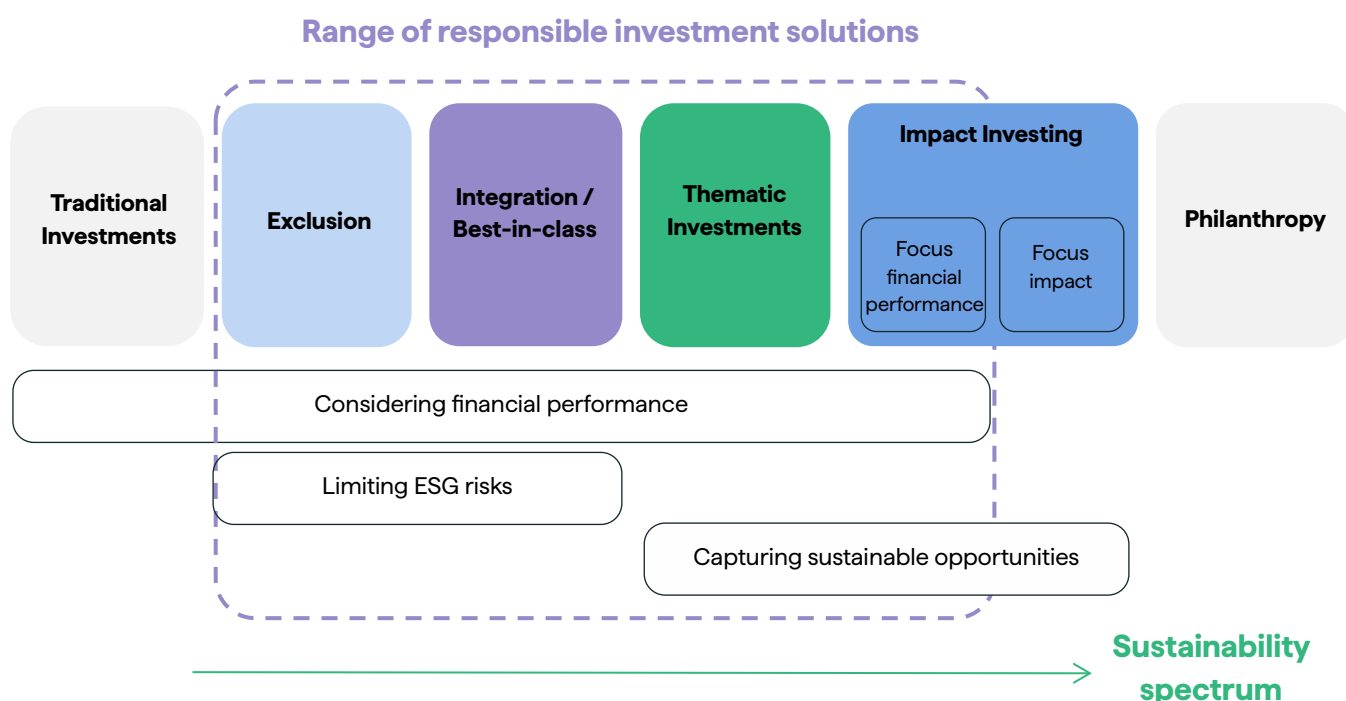 Range of responsible investment solutions
Traditional
Investments
Exclusion
Integration /
Best-in-class
Thematic
Investments
Impact Investing
Focus
financial
performance
Focus
impact
Philanthropy
Considering financial performance
Limiting ESG risks
Capturing sustainable opportunities
Sustainability
spectrum